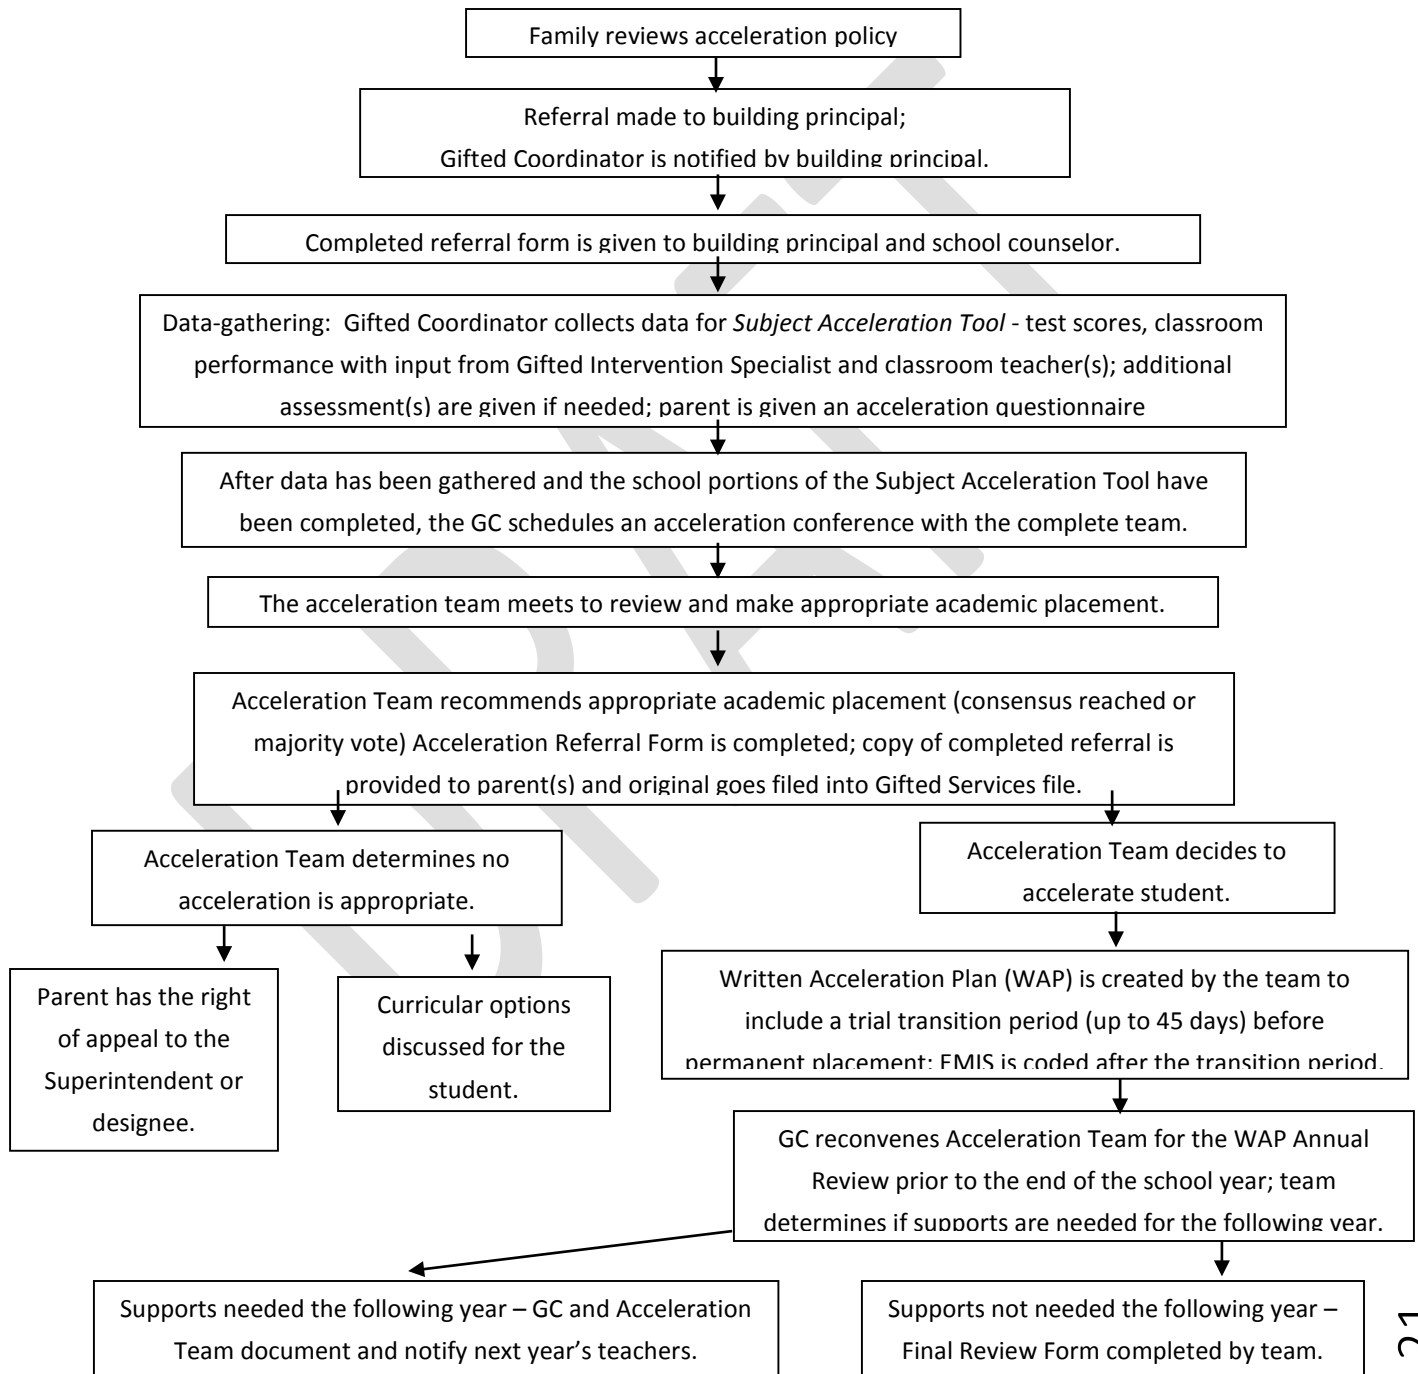 Family reviews acceleration policy
Referral made to building principal;
Gifted Coordinator is notified by building principal.
Completed referral form is given to building principal and school counselor.
Data-gathering: Gifted Coordinator collects data for Subject Acceleration Tool - test scores, classroom
performance with input from Gifted Intervention Specialist and classroom teacher(s); additional
assessment(s) are given if needed; parent is given an acceleration questionnaire
After data has been gathered and the school portions of the Subject Acceleration Tool have
been completed, the GC schedules an acceleration conference with the complete team.
The acceleration team meets to review and make appropriate academic placement.
Acceleration Team recommends appropriate academic placement (consensus reached or
majority vote) Acceleration Referral Form is completed; copy of completed referral is
provided to parent(s) and original goes filed into Gifted Services file.
Acceleration Team determines no
acceleration is appropriate.
Acceleration Team decides to
accelerate student.
Parent has the right
of appeal to the
Superintendent or
designee.
Curricular options
discussed for the
student.
Written Acceleration Plan (WAP) is created by the team to
include a trial transition period (up to 45 days) before
permanent placement; EMIS is coded after the transition period.
GC reconvenes Acceleration Team for the WAP Annual
Review prior to the end of the school year; team
determines if supports are needed for the following year.
Supports needed the following year – GC and Acceleration
Team document and notify next year's teachers.
Supports not needed the following year –
Final Review Form completed by team.
21
DRAFT